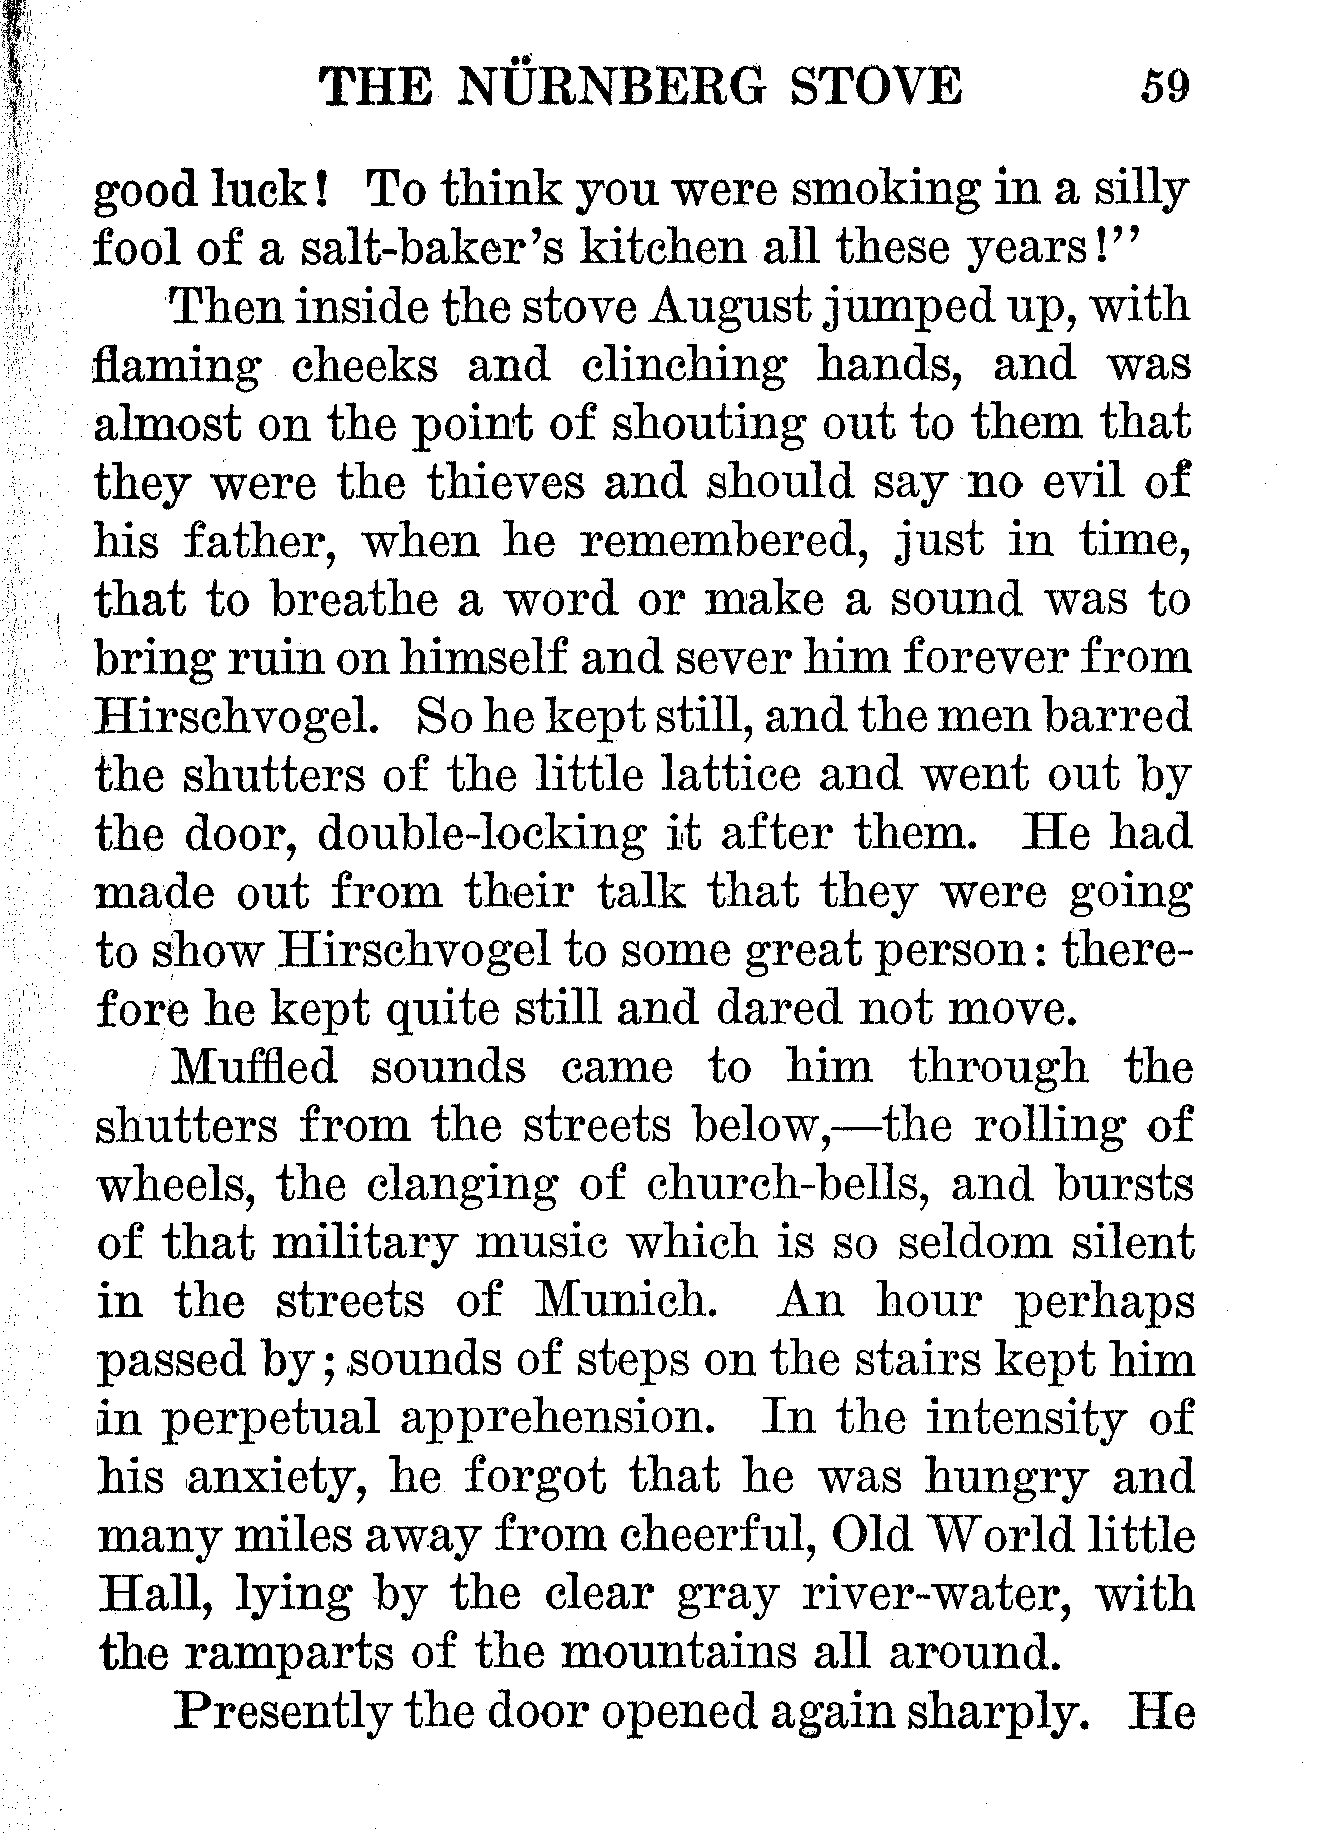 THE NÜRNBERG STOVE 59
good luck! To think you were smoking in a silly
fool of a salt-baker's kitchen all these years!"
Then inside the stove August jumped up, with
flaming cheeks and clinching hands, and was
almost on the point of shouting out to them that
they were the thieves and should say no evil of
his father, when he remembered, just in time,
that to breathe a word or make a sound was to
bring ruin on himself and sever him forever from
Hirschvogel. So he kept still, and the men barred
the shutters of the little lattice and went out by
the door, double-locking it after them. He had
made out from their talk that they were going
to show Hirschvogel to some great person: there-
fore he kept quite still and dared not move.
Muffled sounds came to him through the
shutters from the streets below,—the rolling of
wheels, the clanging of church-bells, and bursts
of that military music which is so seldom silent
in the streets of Munich. An hour perhaps
passed by; sounds of steps on the stairs kept him
in perpetual apprehension. In the intensity of
his anxiety, he forgot that he was hungry and
many miles away from cheerful, Old World little
Hall, lying by the clear gray river-water, with
the ramparts of the mountains all around.
Presently the door opened again sharply. He